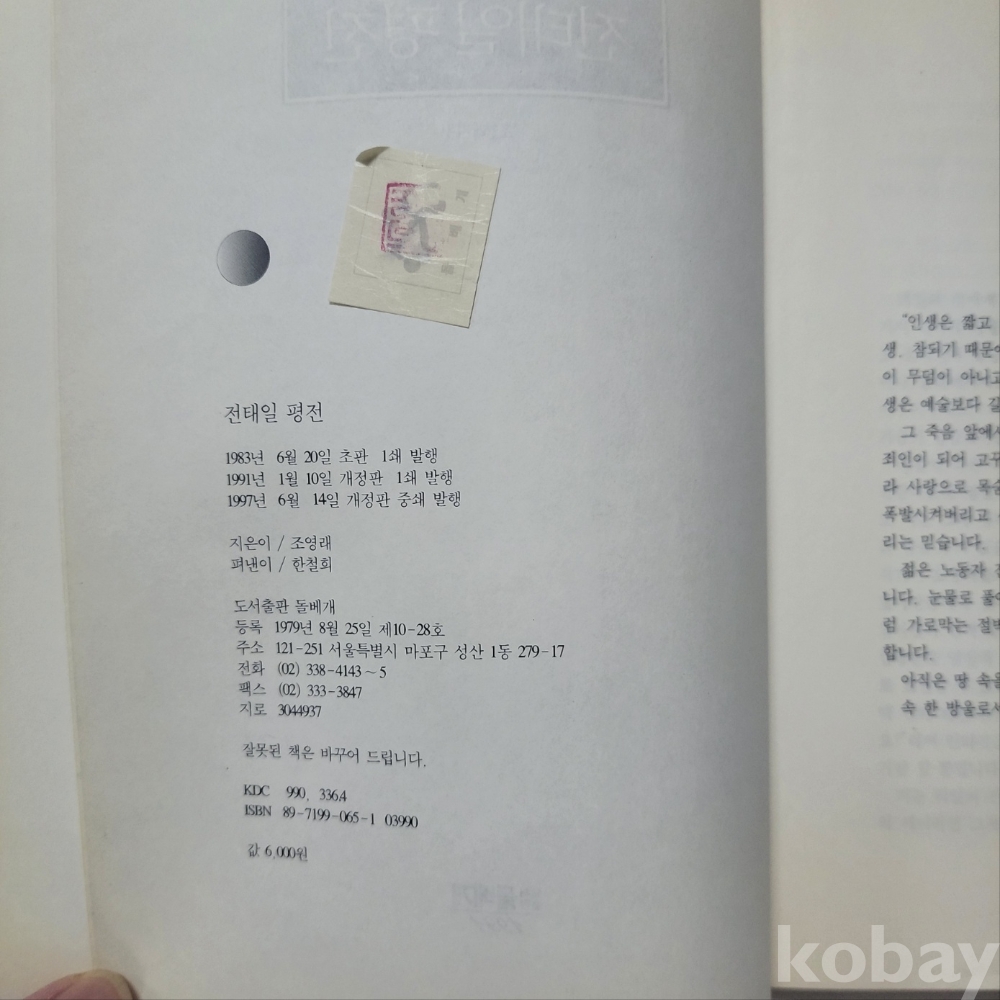 전태일 평전
1983년 6월 20일 초판 1쇄 발행
1991년 1월 10일 개정판 1쇄 발행
1997년 6월 14일 개정판 중쇄 발행
지은이 / 조영래
펴낸이 / 한철희
도서출판 돌베개
등록 1979년 8월 25일 제10-28호
주소 121-251 서울특별시 마포구 성산 1동 279-17
전화 (02) 338-4143~5
팩스 (02) 333-3847
지로 3044937
잘못된 책은 바꾸어 드립니다.
KDC 990, 336.4
ISBN 89-7199-065-1 03990
값 6,000원
"인생은 짧고
생, 참되기 때문에
이 무덤이 아니고
생은 예술보다 길
그 죽음 앞에서
죄인이 되어 고꾸
라 사랑으로 목숨
폭발시켜버리고
리는 믿습니다.
젊은 노동자
니다. 눈물로 풀어
럼 가로막는 절벽
합니다.
아직은 땅 속을
속 한 방울로서
kobay